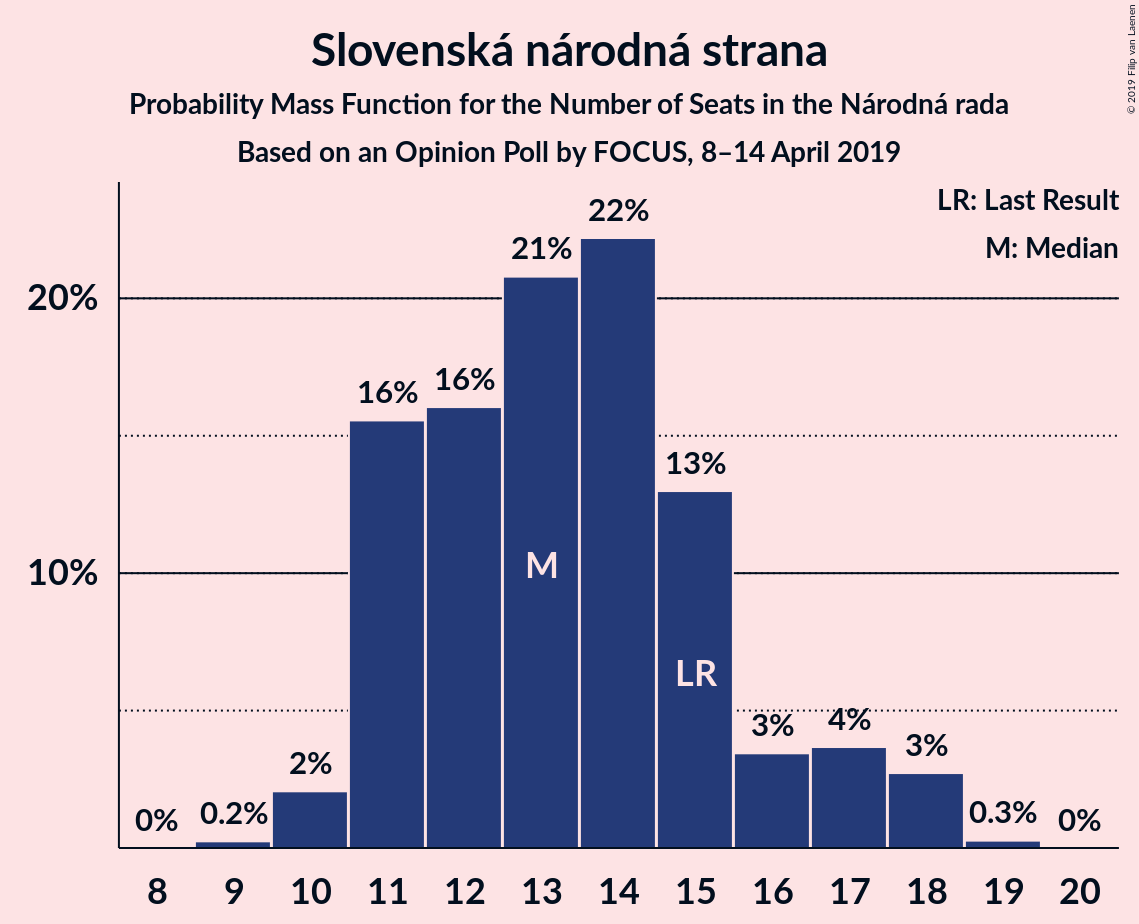 Slovenská národná strana
Probability Mass Function for the Number of Seats in the Národná rada
Based on an Opinion Poll by FOCUS, 8–14 April 2019
© 2019 Filip van Laenen
LR: Last Result
M: Median
20%
10%
0%
0.2%
2%
16%
16%
21%
22%
13%
3%
4%
3%
0.3%
0%
M
LR
8 9 10 11 12 13 14 15 16 17 18 19 20